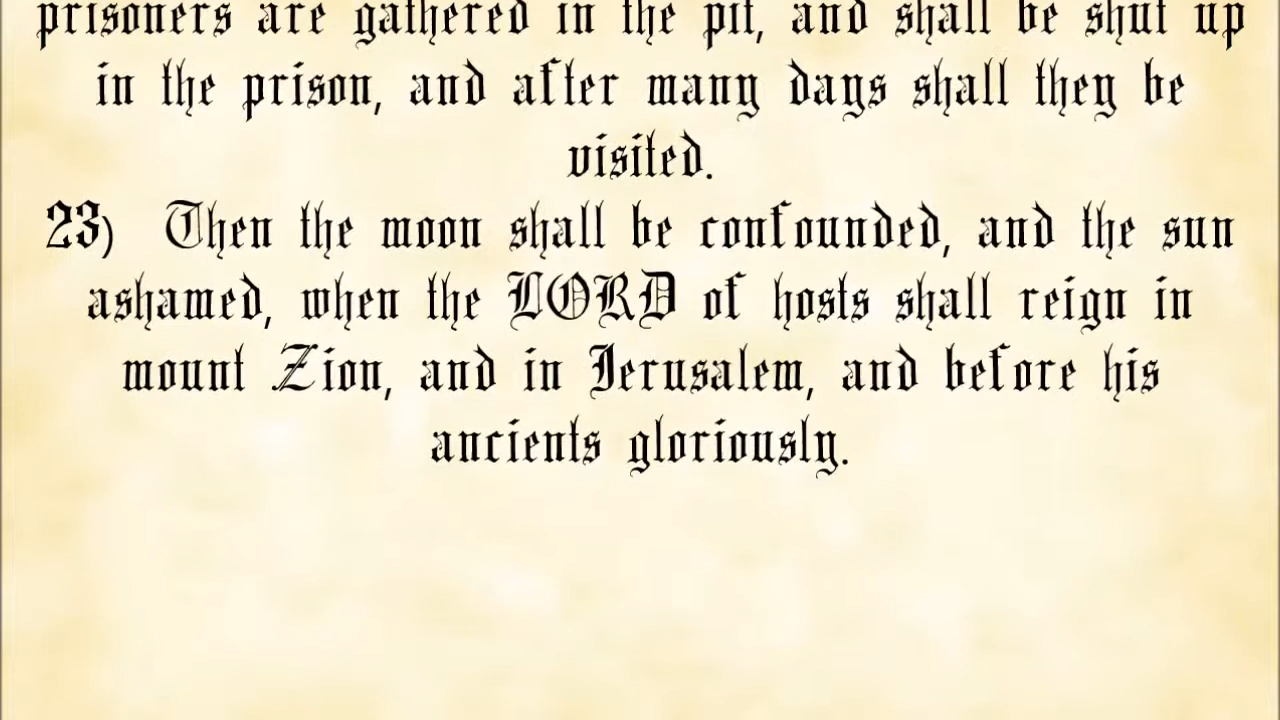 prisoners are gathered in the pit, and shall be shut up
in the prison, and after many days shall they be
visited.
23) Then the moon shall be confounded, and the sun
ashamed, when the LORD of hosts shall reign in
mount Zion, and in Jerusalem, and before his
ancients gloriously.